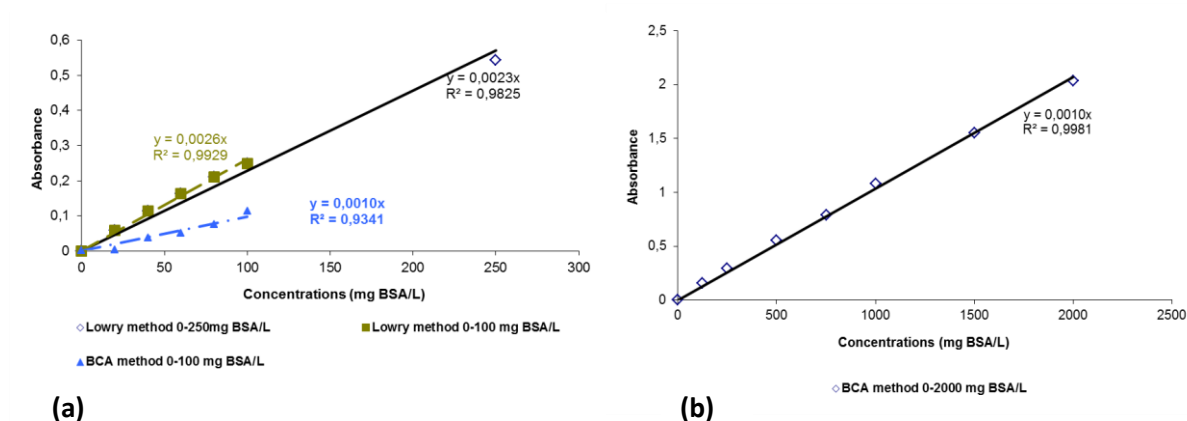 0,6
0,5
0,4
0,3
0,2
0,1
0
Absorbance
y = 0,0023x
R² = 0,9825
y = 0,0026x
R² = 0,9929
y = 0,0010x
R² = 0,9341
0 50 100 150 200 250 300
Concentrations (mg BSA/L)
Lowry method 0-250mg BSA/L Lowry method 0-100 mg BSA/L
BCA method 0-100 mg BSA/L
(a)
2,5
2
1,5
1
0,5
0
Absorbance
y = 0,0010x
R² = 0,9981
0 500 1000 1500 2000 2500
Concentrations (mg BSA/L)
BCA method 0-2000 mg BSA/L
(b)